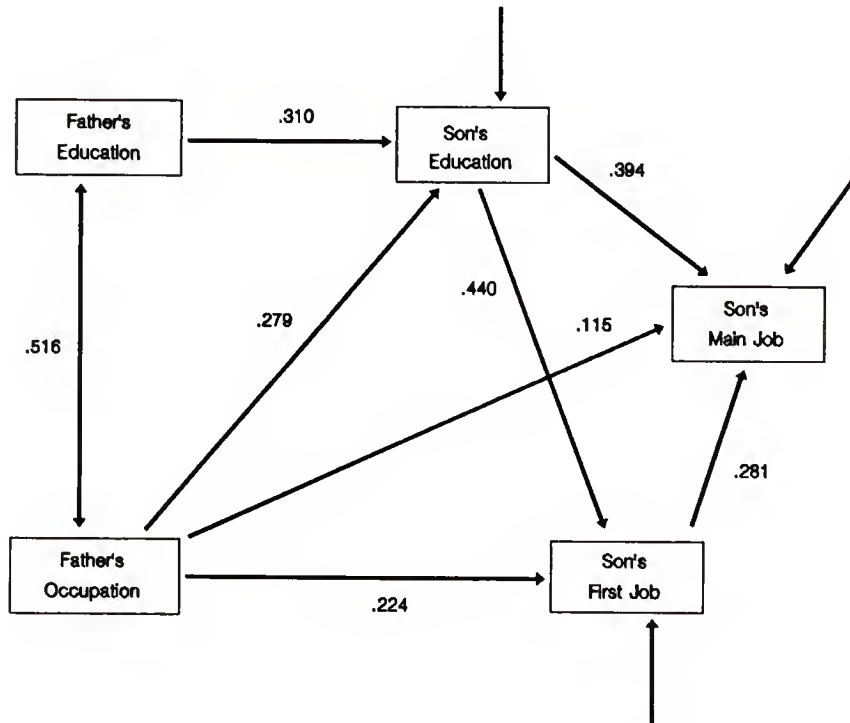 Father's
Education
.310
Son's
Education
.394
.516
.279
.440
.115
Son's
Main Job
.281
Father's
Occupation
.224
Son's
First Job